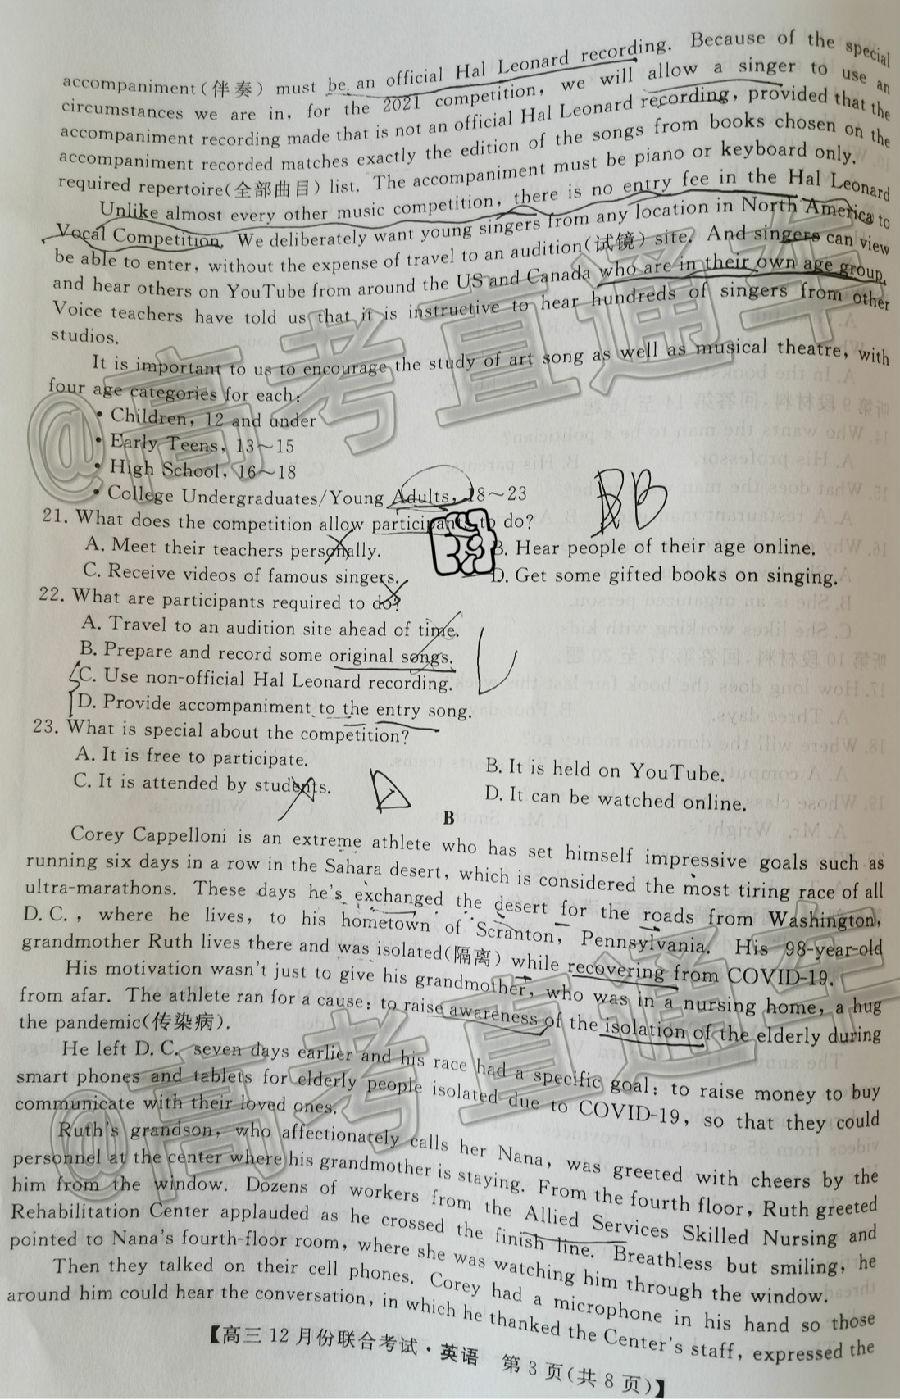 accompaniment(伴奏) must be an official Hal Leonard recording. Because of the special
circumstances we are in, for the 2021 competition, we will allow a singer to use an
accompaniment recording made that is not an official Hal Leonard recording, provided that the
accompaniment recorded matches exactly the edition of the songs from books chosen on the
required repertoire(全部曲目) list. The accompaniment must be piano or keyboard only.
Unlike almost every other music competition, there is no entry fee in the Hal Leonard
Vocal Competition. We deliberately want young singers from any location in North America to
be able to enter, without the expense of travel to an audition(试镜) site. And singers can view
and hear others on YouTube from around the US and Canada who are in their own age group.
Voice teachers have told us that it is instructive to hear hundreds of singers from other
studios.
It is important to us to encourage the study of art song as well as musical theatre, with
four age categories for each:
• Children, 12 and under
• Early Teens, 13~15
• High School, 16~18
• College Undergraduates/Young Adults, 18~23
21. What does the competition allow participants to do?
A. Meet their teachers personally.
B. Hear people of their age online.
C. Receive videos of famous singers.
D. Get some gifted books on singing.
22. What are participants required to do?
A. Travel to an audition site ahead of time.
B. Prepare and record some original songs.
C. Use non-official Hal Leonard recording.
D. Provide accompaniment to the entry song.
23. What is special about the competition?
A. It is free to participate.
B. It is held on YouTube.
C. It is attended by students.
D. It can be watched online.
B
Corey Cappelloni is an extreme athlete who has set himself impressive goals such as
running six days in a row in the Sahara desert, which is considered the most tiring race of all
ultra-marathons. These days he's exchanged the desert for the roads from Washington,
D. C., where he lives, to his hometown of Scranton, Pennsylvania. His 98-year-old
grandmother Ruth lives there and was isolated(隔离) while recovering from COVID-19.
His motivation wasn't just to give his grandmother, who was in a nursing home, a hug
from afar. The athlete ran for a cause: to raise awareness of the isolation of the elderly during
the pandemic(传染病).
He left D. C. seven days earlier and his race had a specific goal: to raise money to buy
smart phones and tablets for elderly people isolated due to COVID-19, so that they could
communicate with their loved ones.
Ruth's grandson, who affectionately calls her Nana, was greeted with cheers by the
personnel at the center where his grandmother is staying. From the fourth floor, Ruth greeted
him from the window. Dozens of workers from the Allied Services Skilled Nursing and
Rehabilitation Center applauded as he crossed the finish line. Breathless but smiling, he
pointed to Nana's fourth-floor room, where she was watching him through the window.
Then they talked on their cell phones. Corey had a microphone in his hand so those
around him could hear the conversation, in which he thanked the Center's staff, expressed the
【高三12月份联合考试·英语 第3页(共8页)】
@高考直通车
@高考直通车
BB
D